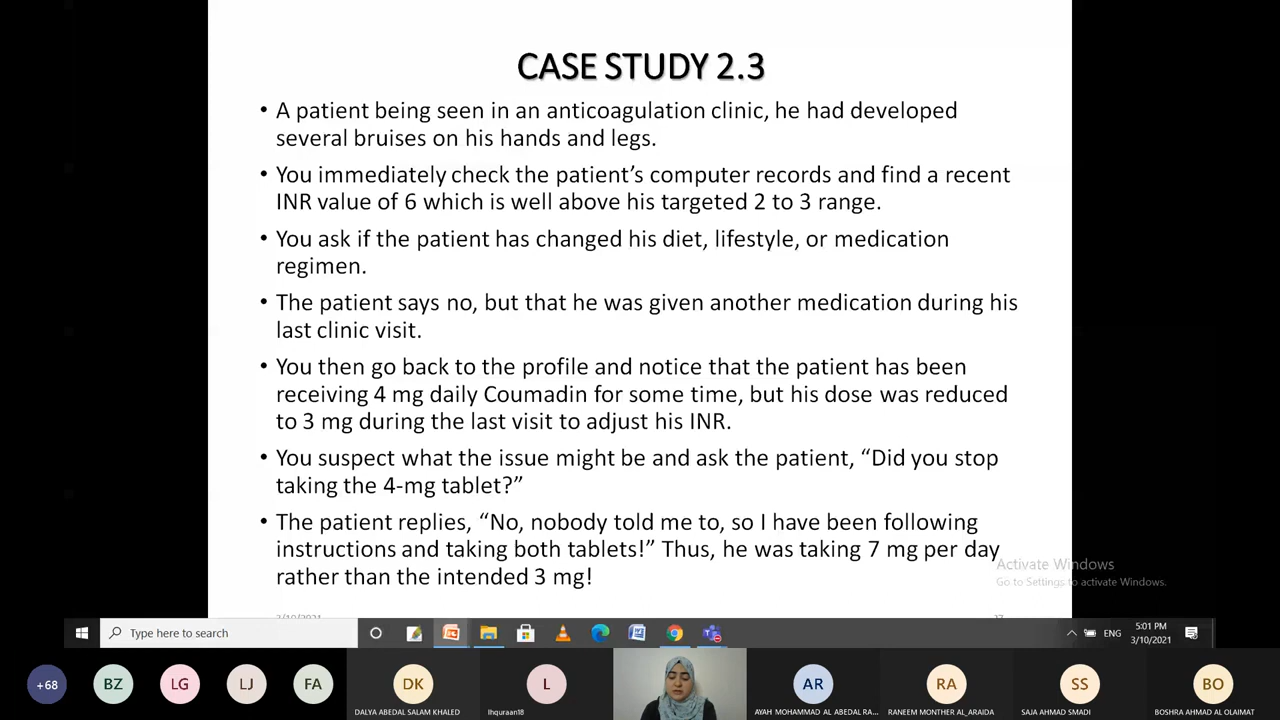 CASE STUDY 2.3
• A patient being seen in an anticoagulation clinic, he had developed
several bruises on his hands and legs.
• You immediately check the patient's computer records and find a recent
INR value of 6 which is well above his targeted 2 to 3 range.
• You ask if the patient has changed his diet, lifestyle, or medication
regimen.
• The patient says no, but that he was given another medication during his
last clinic visit.
• You then go back to the profile and notice that the patient has been
receiving 4 mg daily Coumadin for some time, but his dose was reduced
to 3 mg during the last visit to adjust his INR.
• You suspect what the issue might be and ask the patient, “Did you stop
taking the 4-mg tablet?”
• The patient replies, “No, nobody told me to, so I have been following
instructions and taking both tablets!” Thus, he was taking 7 mg per day
rather than the intended 3 mg!
Activate Windows
Go to Settings to activate Windows.
Type here to search
ENG
5:01 PM
3/10/2021
+68
BZ
LG
LJ
FA
DK
L
AR
RA
SS
BO
DALYA ABEDAL SALAM KHALED
lhquraan18
AYAH MOHAMMAD AL ABEDAL RA...
RANEEM MONTHER AL_ARAIDA
SAJA AHMAD SMADI
BOSHRA AHMAD AL OLAIMAT